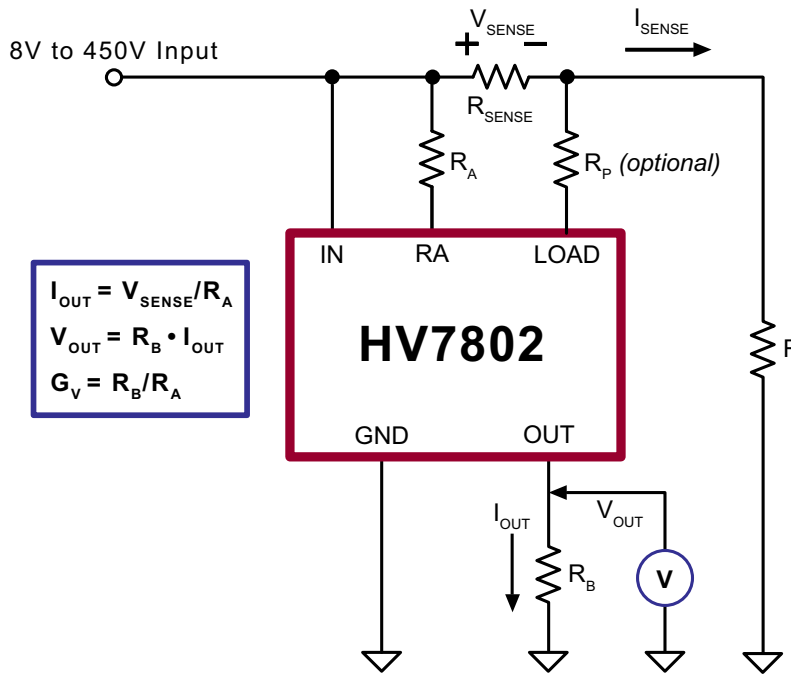 8V to 450V Input
V_SENSE
+ −
I_SENSE
R_SENSE
R_A
R_P (optional)
IN RA LOAD
HV7802
GND OUT
I_OUT = V_SENSE/R_A
V_OUT = R_B • I_OUT
G_V = R_B/R_A
I_OUT
V_OUT
R_B
V